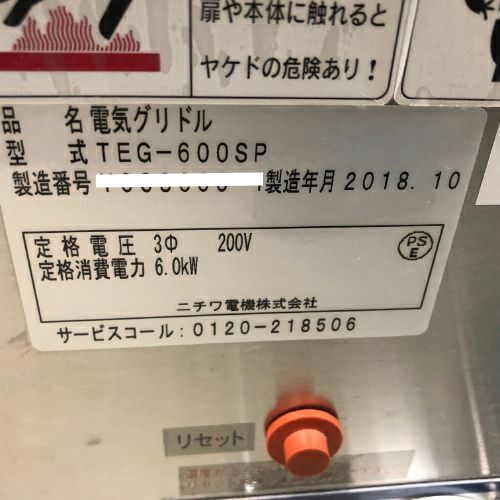 扉や本体に触れると
ヤケドの危険あり！
品 名 電気グリドル
型 式 TEG-600SP
製造番号 製造年月 2018.10
定格電圧 3Φ 200V
定格消費電力 6.0kW
PS
E
ニチワ電機株式会社
サービスコール:0120-218506
リセット